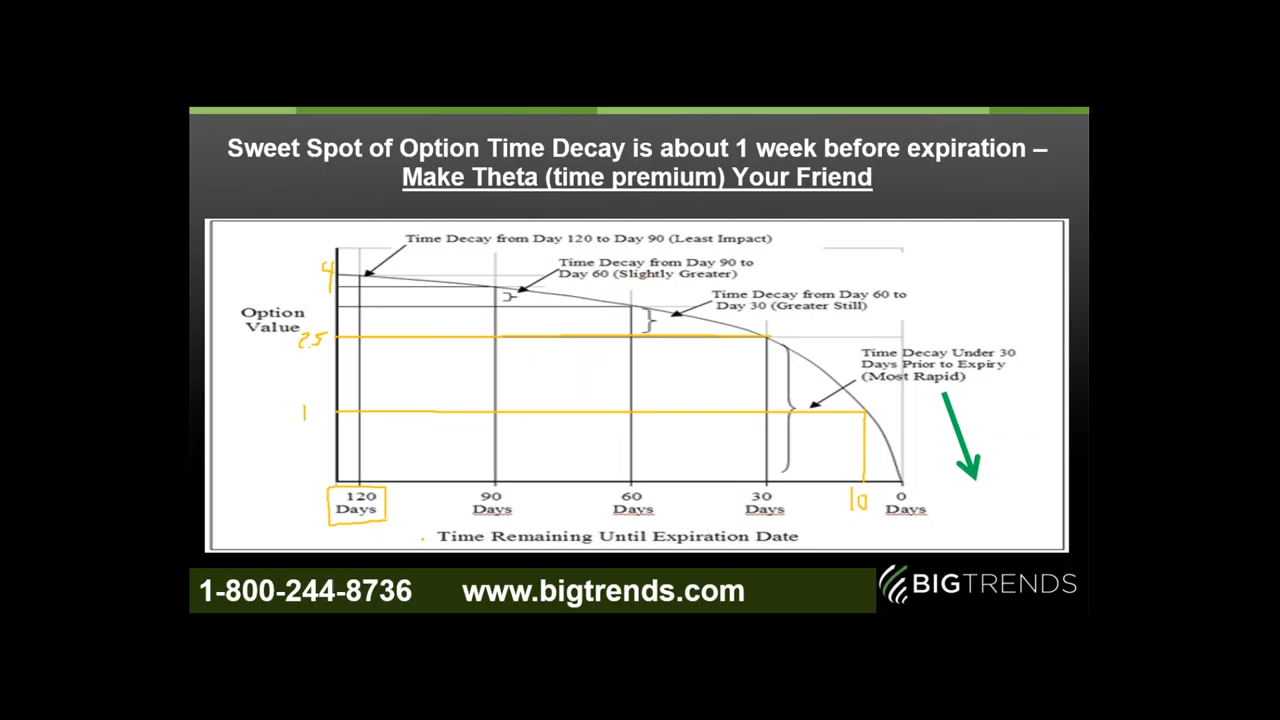 Sweet Spot of Option Time Decay is about 1 week before expiration –
Make Theta (time premium) Your Friend
Time Decay from Day 120 to Day 90 (Least Impact)
Time Decay from Day 90 to
Day 60 (Slightly Greater)
Time Decay from Day 60 to
Day 30 (Greater Still)
Time Decay Under 30
Days Prior to Expiry
(Most Rapid)
4
Option
Value
2.5
1
120
Days
90
Days
60
Days
30
Days
10
0
Days
Time Remaining Until Expiration Date
1-800-244-8736
www.bigtrends.com
BIGTRENDS